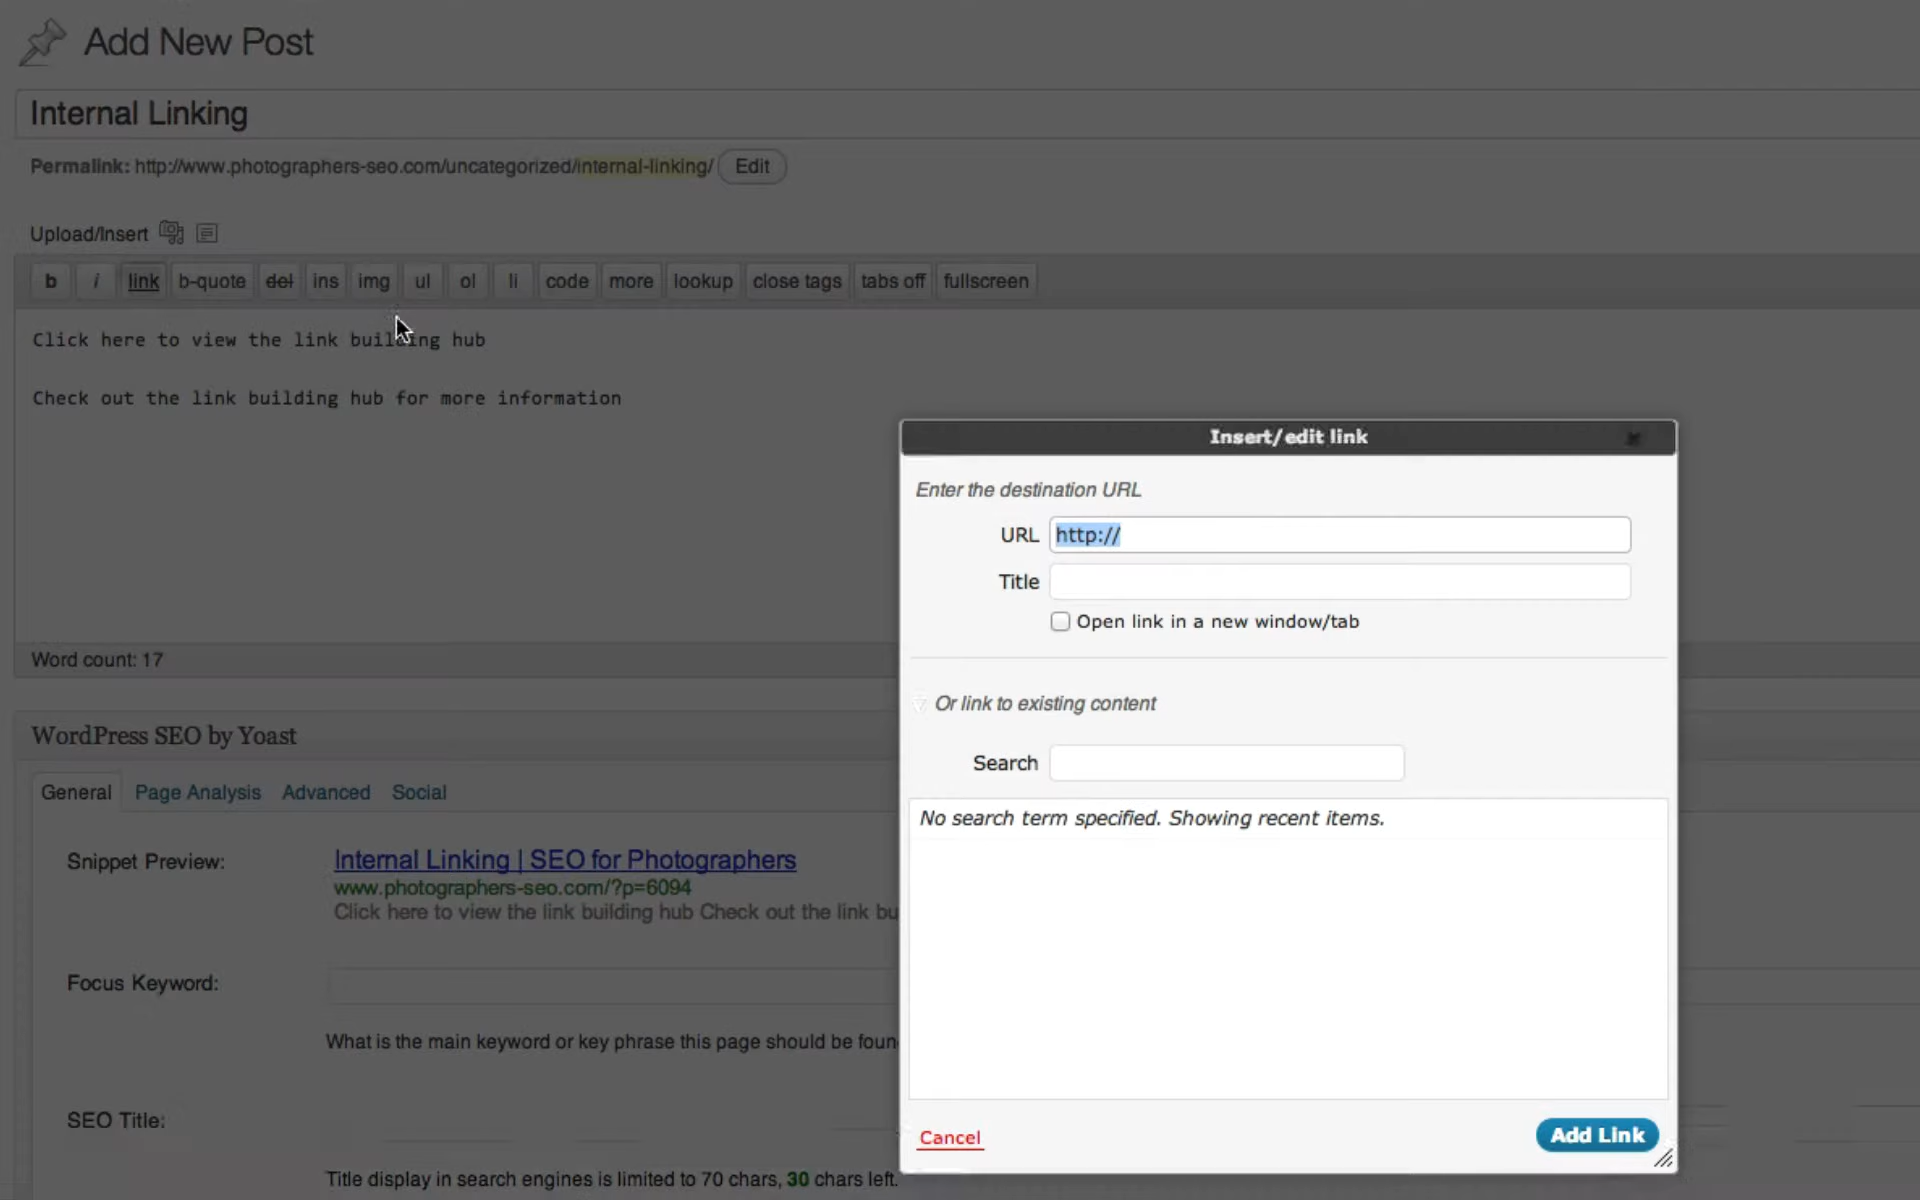 Add New Post
Internal Linking
Permalink: http://www.photographers-seo.com/uncategorized/internal-linking/ Edit
Upload/Insert
b i link b-quote del ins img ul ol li code more lookup close tags tabs off fullscreen
Click here to view the link building hub
Check out the link building hub for more information
Word count: 17
WordPress SEO by Yoast
General Page Analysis Advanced Social
Snippet Preview:
Internal Linking | SEO for Photographers
www.photographers-seo.com/?p=6094
Click here to view the link building hub Check out the link bu
Focus Keyword:
What is the main keyword or key phrase this page should be foun
SEO Title:
Title display in search engines is limited to 70 chars, 30 chars left.
Insert/edit link
Enter the destination URL
URL http://
Title
Open link in a new window/tab
Or link to existing content
Search
No search term specified. Showing recent items.
Cancel
Add Link